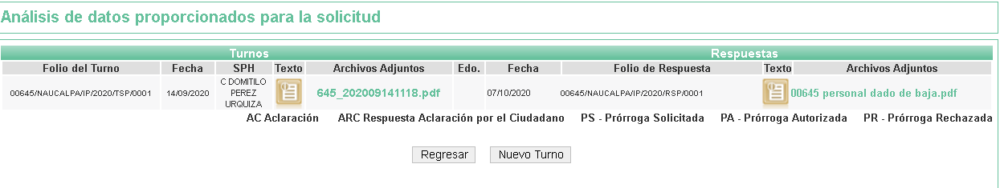 Análisis de datos proporcionados para la solicitud
Turnos Respuestas
Folio del Turno Fecha SPH Texto Archivos Adjuntos Edo. Fecha Folio de Respuesta Texto Archivos Adjuntos
00645/NAUCALPA/IP/2020/TSP/0001 14/09/2020 C DOMITILO PEREZ URQUIZA 645_202009141118.pdf 07/10/2020 00645/NAUCALPA/IP/2020/RSP/0001 00645 personal dado de baja.pdf
AC Aclaración ARC Respuesta Aclaración por el Ciudadano PS - Prórroga Solicitada PA - Prórroga Autorizada PR - Prórroga Rechazada
Regresar Nuevo Turno